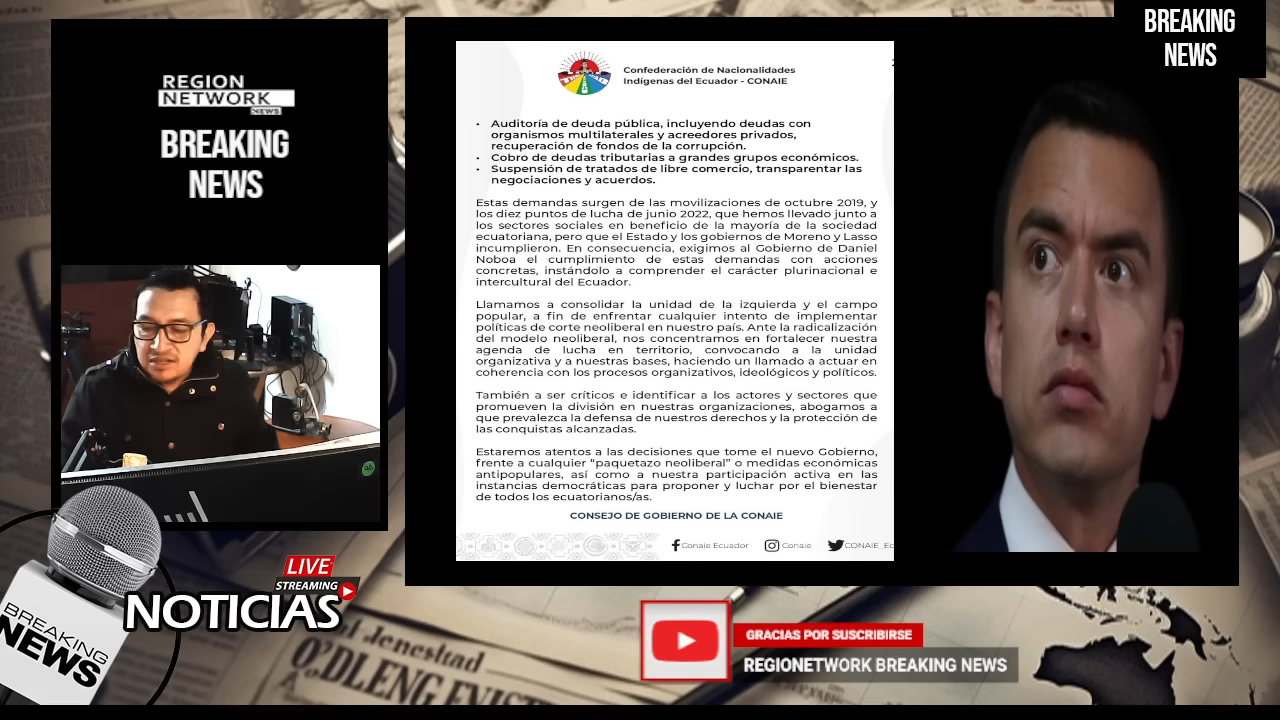 BREAKING
NEWS
REGION
NETWORK
NEWS
BREAKING
NEWS
Confederación de Nacionalidades
Indígenas del Ecuador - CONAIE
• Auditoría de deuda pública, incluyendo deudas con
organismos multilaterales y acreedores privados,
recuperación de fondos de la corrupción.
• Cobro de deudas tributarias a grandes grupos económicos.
• Suspensión de tratados de libre comercio, transparentar las
negociaciones y acuerdos.
Estas demandas surgen de las movilizaciones de octubre 2019, y
los diez puntos de lucha de junio 2022, que hemos llevado junto a
los sectores sociales en beneficio de la mayoría de la sociedad
ecuatoriana, pero que el Estado y los gobiernos de Moreno y Lasso
incumplieron. En consecuencia, exigimos al Gobierno de Daniel
Noboa el cumplimiento de estas demandas con acciones
concretas, instándolo a comprender el carácter plurinacional e
intercultural del Ecuador.
Llamamos a consolidar la unidad de la izquierda y el campo
popular, a fin de enfrentar cualquier intento de implementar
políticas de corte neoliberal en nuestro país. Ante la radicalización
del modelo neoliberal, nos concentramos en fortalecer nuestra
agenda de lucha en territorio, convocando a la unidad
organizativa y a nuestras bases, haciendo un llamado a actuar en
coherencia con los procesos organizativos, ideológicos y políticos.
También a ser críticos e identificar a los actores y sectores que
promueven la división en nuestras organizaciones, abogamos a
que prevalezca la defensa de nuestros derechos y la protección de
las conquistas alcanzadas.
Estaremos atentos a las decisiones que tome el nuevo Gobierno,
frente a cualquier “paquetazo neoliberal” o medidas económicas
antipopulares, así como a nuestra participación activa en las
instancias democráticas para proponer y luchar por el bienestar
de todos los ecuatorianos/as.
CONSEJO DE GOBIERNO DE LA CONAIE
Conaie Ecuador
Conaie
CONAIE_Ec
LIVE
STREAMING
NOTICIAS
BREAKING
NEWS
GRACIAS POR SUSCRIBIRSE
REGIONETWORK BREAKING NEWS